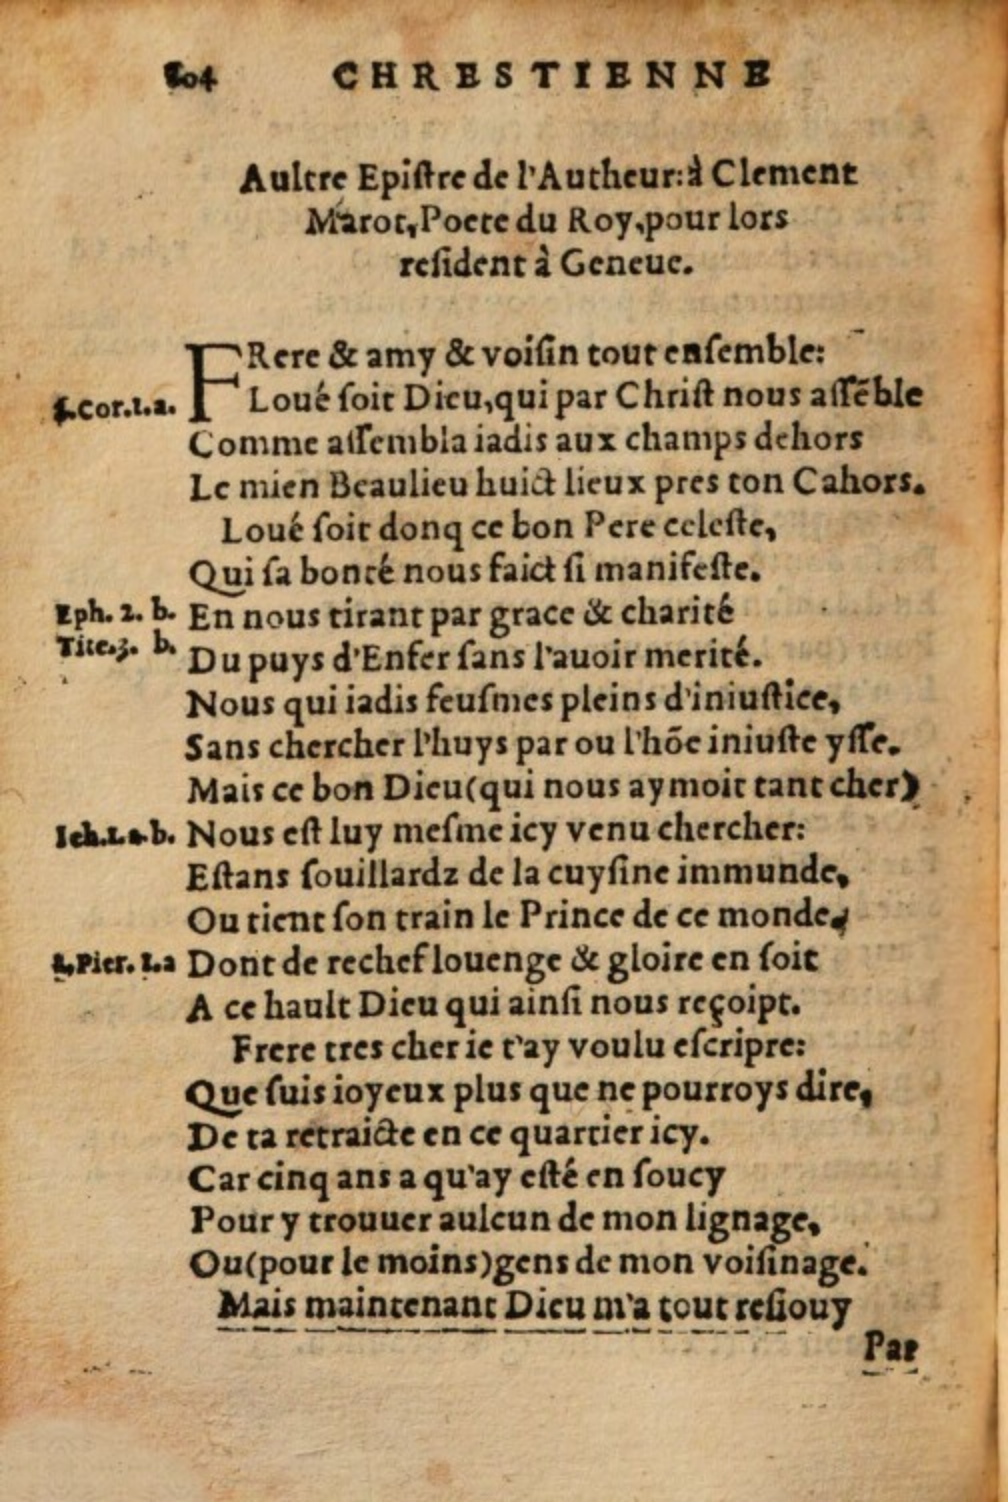 204 CHRESTIENNE
Aultre Epiſtre de l'Autheur:à Clement
Marot,Poete du Roy,pour lors
reſident à Geneue.
FRere & amy & voiſin tout enſemble:
1.Cor.1.a. Loué ſoit Dieu,qui par Chriſt nous aſſẽble
Comme aſſembla iadis aux champs dehors
Le mien Beaulieu huict lieux pres ton Cahors.
Loué ſoit donq ce bon Pere celeſte,
Qui ſa bonté nous faict ſi manifeſte.
Eph. 2. b. En nous tirant par grace & charité
Tite.3. b. Du puys d'Enfer ſans l'auoir merité.
Nous qui iadis feuſmes pleins d'iniuſtice,
Sans chercher l'huys par ou l'hõe iniuſte yſſe.
Mais ce bon Dieu(qui nous aymoit tant cher)
b. Nous eſt luy meſme icy venu chercher:
Eſtans ſouillardz de la cuyſine immunde,
Ou tient ſon train le Prince de ce monde,
1.Pier. 1.a Dont de rechef louenge & gloire en ſoit
A ce hault Dieu qui ainſi nous reçoipt.
Frere tres cher ie t'ay voulu eſcripre:
Que ſuis ioyeux plus que ne pourroys dire,
De ta retraicte en ce quartier icy.
Car cinq ans a qu'ay eſté en ſoucy
Pour y trouuer aulcun de mon lignage,
Ou(pour le moins)gens de mon voiſinage.
Mais maintenant Dieu m'a tout reſiouy
Par